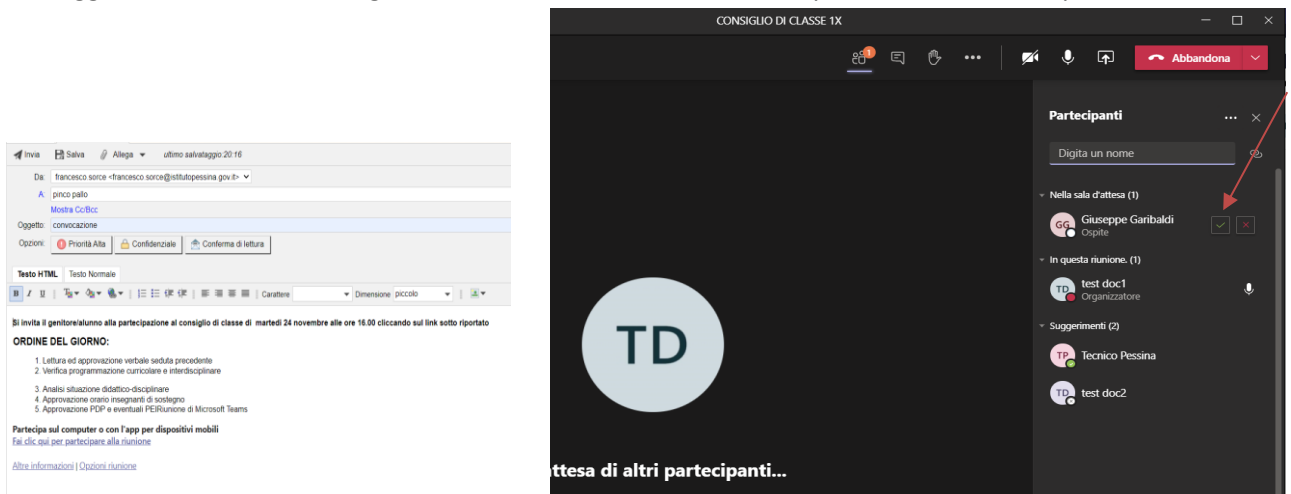 Invia Salva Allega ultimo salvataggio 20:16
Da: francesco sorce <francesco.sorce@istitutopessina.gov.it>
A: pinco pallo
Mostra Cc/Bcc
Oggetto: convocazione
Opzioni: Priorità Alta Confidenziale Conferma di lettura
Testo HTML Testo Normale
B I U Carattere Dimensione piccolo
Si invita il genitore/alunno alla partecipazione al consiglio di classe di martedì 24 novembre alle ore 16.00 cliccando sul link sotto riportato
ORDINE DEL GIORNO:
1. Lettura ed approvazione verbale seduta precedente
2. Verifica programmazione curricolare e interdisciplinare
3. Analisi situazione didattico-disciplinare
4. Approvazione orario insegnanti di sostegno
5. Approvazione PDP e eventuali PEIRiunione di Microsoft Teams
Partecipa sul computer o con l'app per dispositivi mobili
Fai clic qui per partecipare alla riunione
Altre informazioni | Opzioni riunione
CONSIGLIO DI CLASSE 1X
1
Abbandona
Partecipanti
Digita un nome
Nella sala d'attesa (1)
GG Giuseppe Garibaldi
Ospite
In questa riunione. (1)
TD test doc1
Organizzatore
Suggerimenti (2)
TP Tecnico Pessina
TD test doc2
TD
ttesa di altri partecipanti...